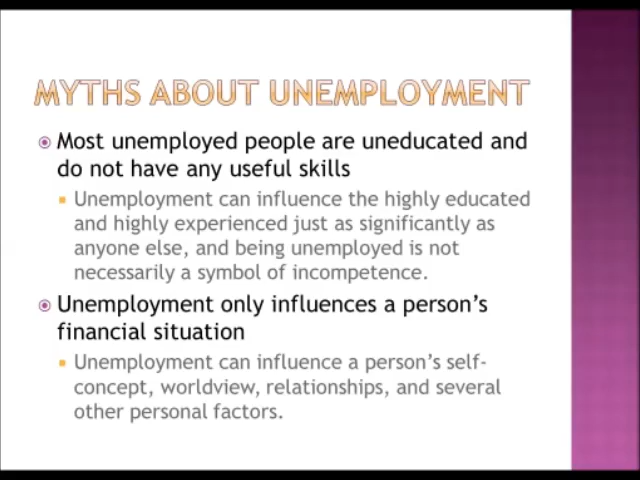 MYTHS ABOUT UNEMPLOYMENT
Most unemployed people are uneducated and
do not have any useful skills
Unemployment can influence the highly educated
and highly experienced just as significantly as
anyone else, and being unemployed is not
necessarily a symbol of incompetence.
Unemployment only influences a person's
financial situation
Unemployment can influence a person's self-
concept, worldview, relationships, and several
other personal factors.